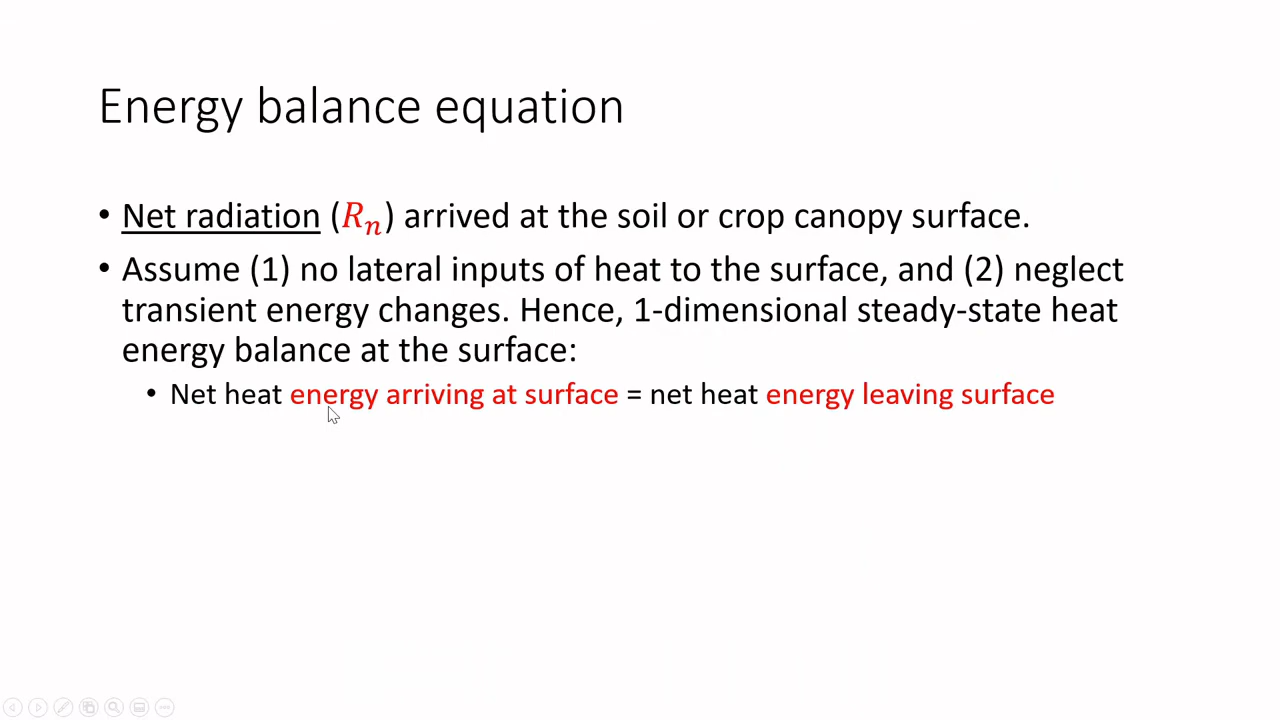 Energy balance equation
• Net radiation (Rₙ) arrived at the soil or crop canopy surface.
• Assume (1) no lateral inputs of heat to the surface, and (2) neglect
transient energy changes. Hence, 1-dimensional steady-state heat
energy balance at the surface:
• Net heat energy arriving at surface = net heat energy leaving surface